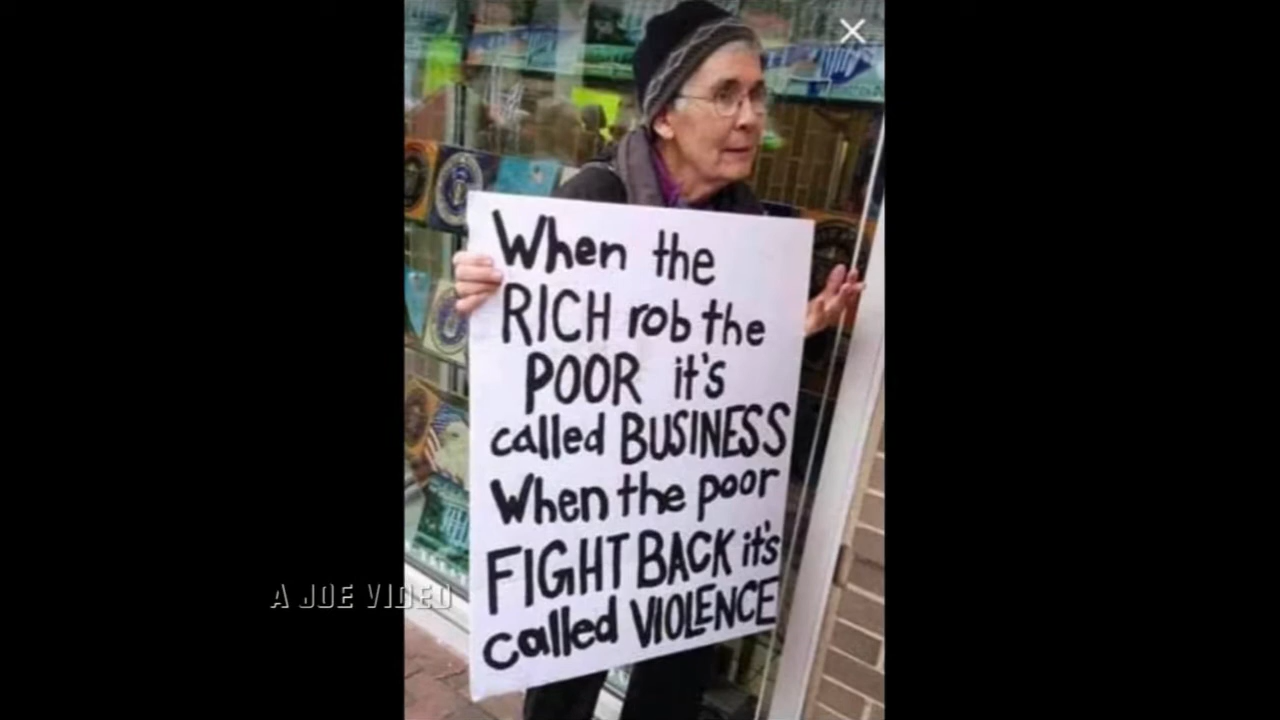 When the
RICH rob the
POOR it's
called BUSINESS
When the poor
FIGHT BACK it's
called VIOLENCE
A JOE VIDEO